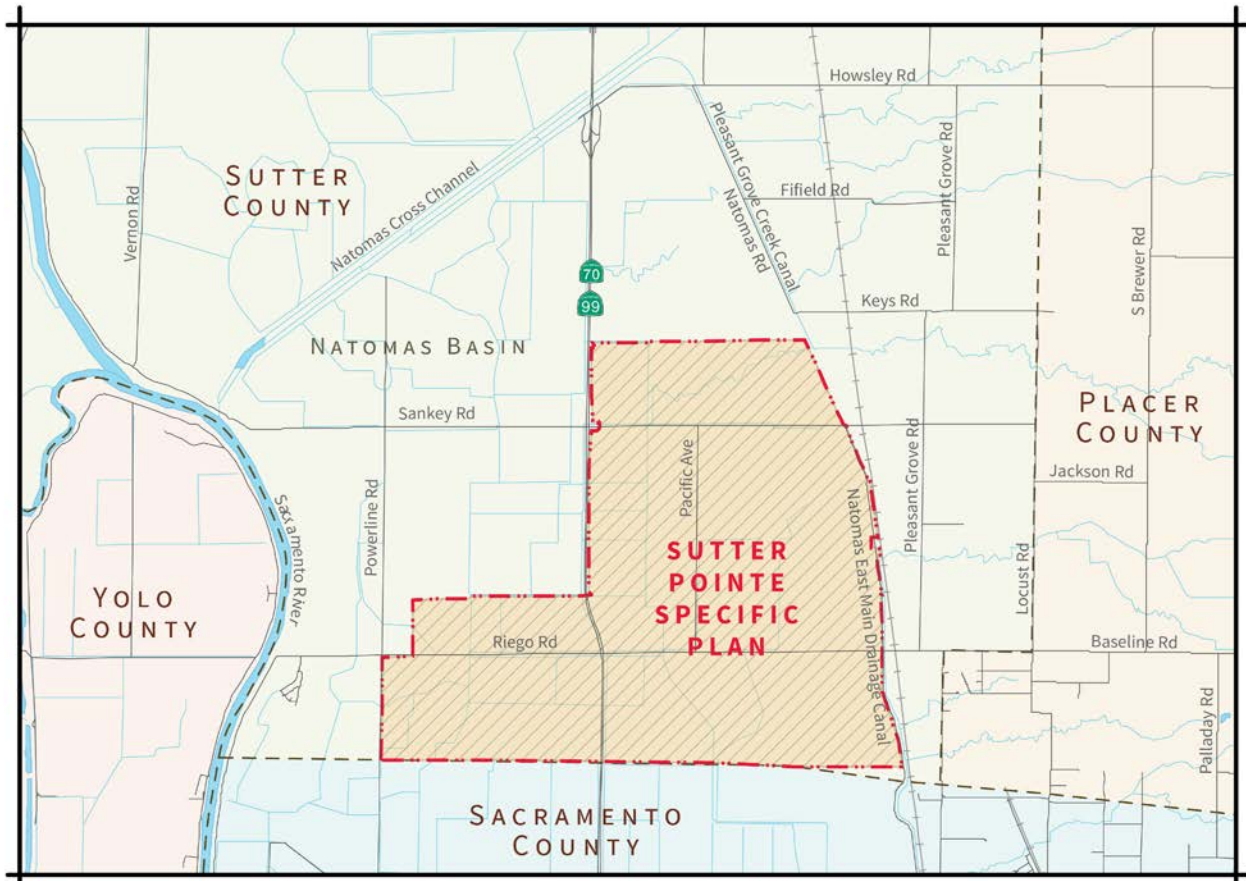 Howsley Rd
Pleasant Grove Creek Canal
Natomas Rd
Pleasant Grove Rd
SUTTER
COUNTY
Vernon Rd
Natomas Cross Channel
Fifield Rd
S Brewer Rd
70
99
Keys Rd
NATOMAS BASIN
Sankey Rd
PLACER
COUNTY
Pacific Ave
Jackson Rd
Powerline Rd
Sacramento River
Pleasant Grove Rd
Natomas East Main Drainage Canal
Locust Rd
SUTTER
POINTE
SPECIFIC
PLAN
YOLO
COUNTY
Riego Rd
Baseline Rd
Palladay Rd
SACRAMENTO
COUNTY